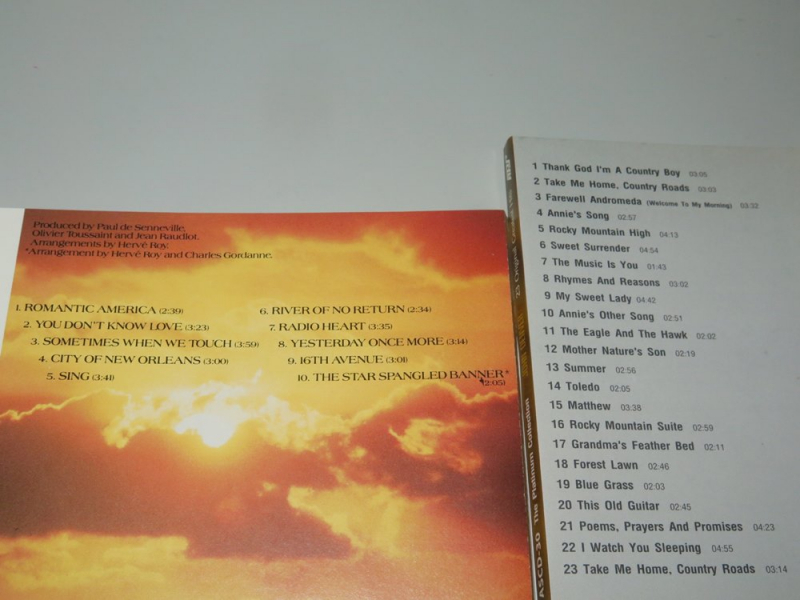 Produced by Paul de Senneville,
Olivier Toussaint and Jean Raudiot.
Arrangements by Hervé Roy.
*Arrangement by Hervé Roy and Charles Gordanne.
1. ROMANTIC AMERICA (2:39)
2. YOU DON'T KNOW LOVE (3:23)
3. SOMETIMES WHEN WE TOUCH (3:59)
4. CITY OF NEW ORLEANS (3:00)
5. SING (3:41)
6. RIVER OF NO RETURN (2:34)
7. RADIO HEART (3:35)
8. YESTERDAY ONCE MORE (3:14)
9. 16TH AVENUE (3:01)
10. THE STAR SPANGLED BANNER*
(2:05)
ASCD-30 The Platinum Collection
23 Original
1 Thank God I'm A Country Boy 03:05
2 Take Me Home, Country Roads 03:03
3 Farewell Andromeda (Welcome To My Morning) 03:33
4 Annie's Song 02:57
5 Rocky Mountain High 04:13
6 Sweet Surrender 04:54
7 The Music Is You 01:43
8 Rhymes And Reasons 03:02
9 My Sweet Lady 04:42
10 Annie's Other Song 02:51
11 The Eagle And The Hawk 02:02
12 Mother Nature's Son 02:19
13 Summer 02:56
14 Toledo 02:05
15 Matthew 03:38
16 Rocky Mountain Suite 02:59
17 Grandma's Feather Bed 02:11
18 Forest Lawn 02:46
19 Blue Grass 02:03
20 This Old Guitar 02:45
21 Poems, Prayers And Promises 04:23
22 I Watch You Sleeping 04:55
23 Take Me Home, Country Roads 03:14